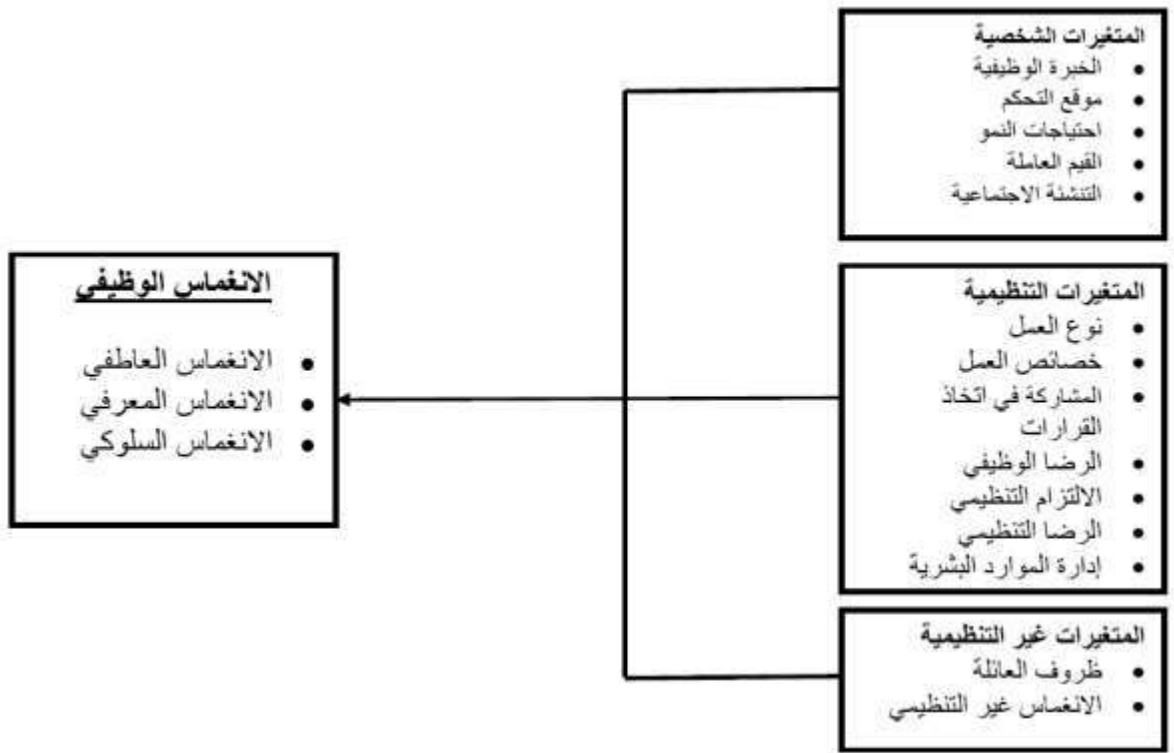 المتغيرات الشخصية
• الخبرة الوظيفية
• موقع التحكم
• احتياجات النمو
• القيم العاملة
• التنشئة الاجتماعية
المتغيرات التنظيمية
• نوع العمل
• خصائص العمل
• المشاركة في اتخاذ
القرارات
• الرضا الوظيفي
• الالتزام التنظيمي
• الرضا التنظيمي
• إدارة الموارد البشرية
المتغيرات غير التنظيمية
• ظروف العائلة
• الانغماس غير التنظيمي
الانغماس الوظيفي
• الانغماس العاطفي
• الانغماس المعرفي
• الانغماس السلوكي